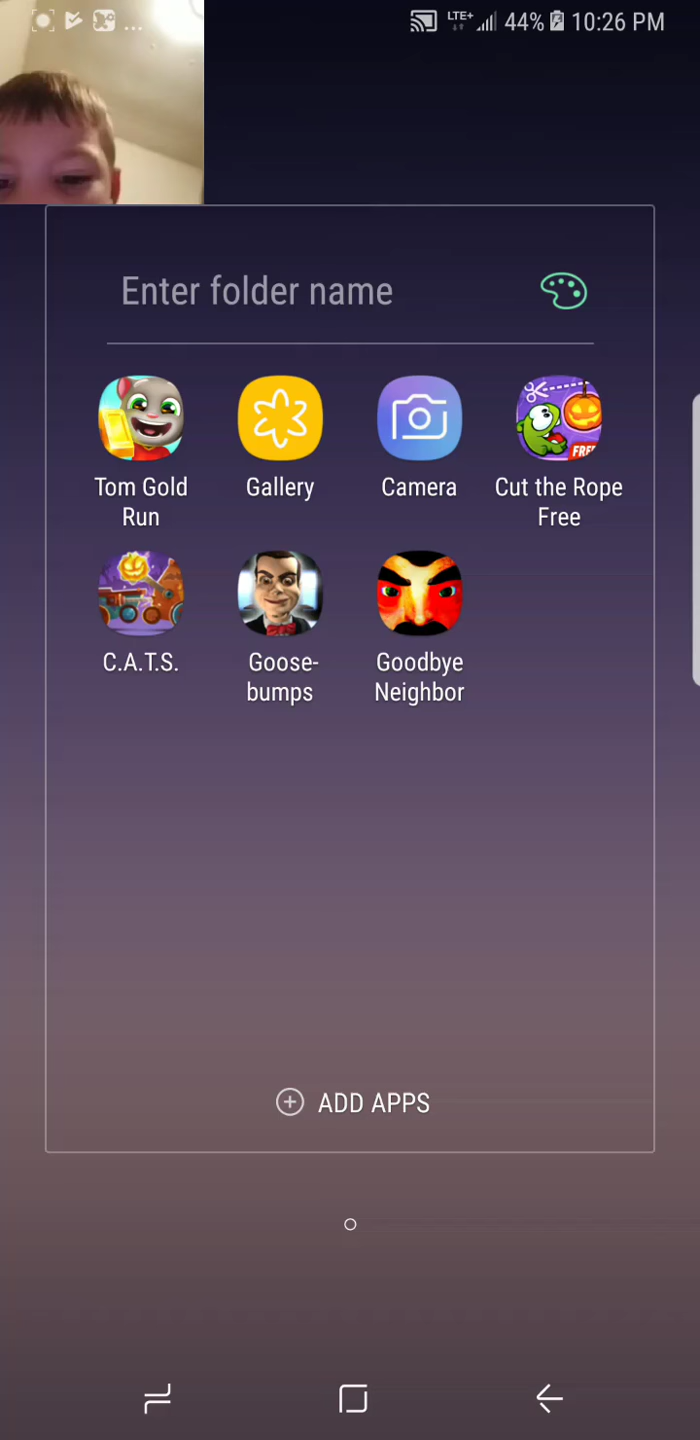 ... LTE+ 44% 10:26 PM
Enter folder name
Tom Gold
Run
Gallery
Camera
Cut the Rope
Free
FREE
C.A.T.S.
Goose-
bumps
Goodbye
Neighbor
ADD APPS